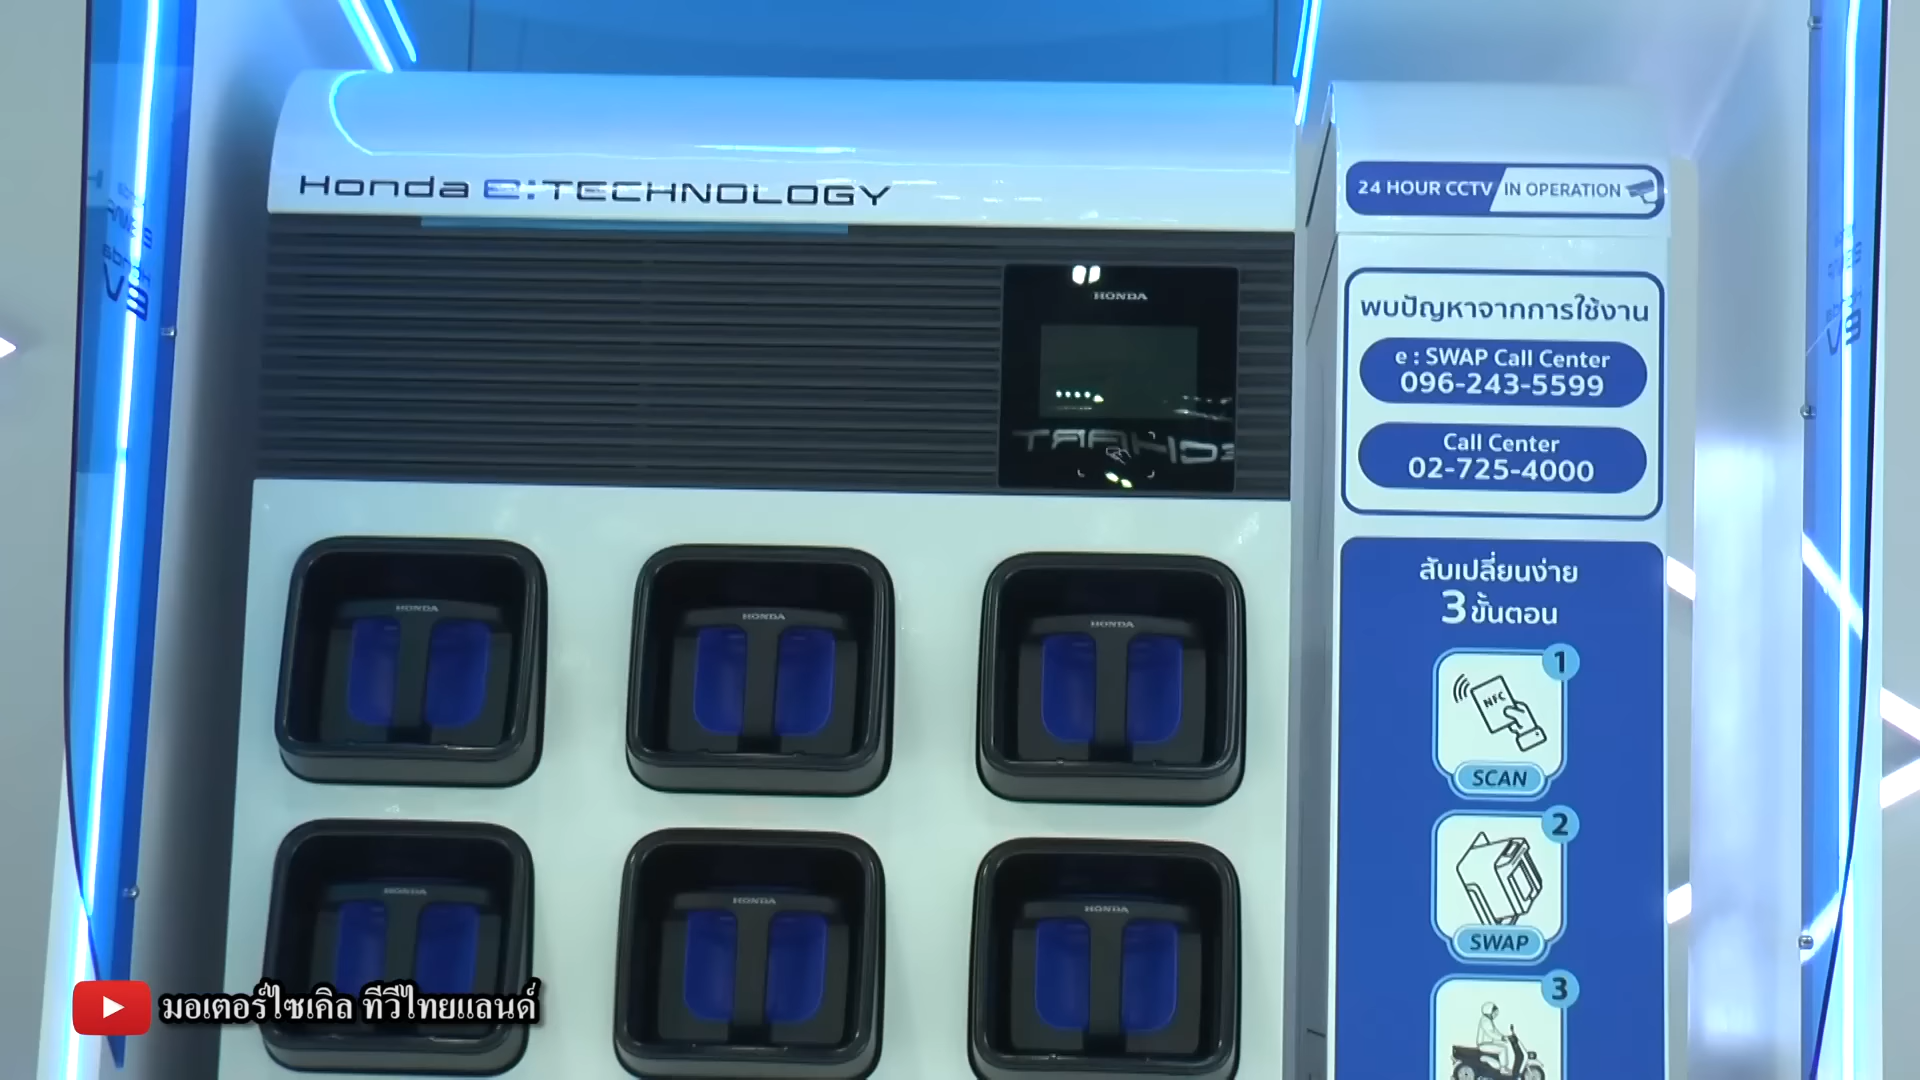 Honda e:TECHNOLOGY
HONDA
24 HOUR CCTV IN OPERATION
พบปัญหาจากการใช้งาน
e : SWAP Call Center
096-243-5599
Call Center
02-725-4000
สับเปลี่ยนง่าย
3 ขั้นตอน
1
NFC
SCAN
2
SWAP
3
HONDA
HONDA
HONDA
HONDA
HONDA
HONDA
มอเตอร์ไซเคิล ทีวีไทยแลนด์